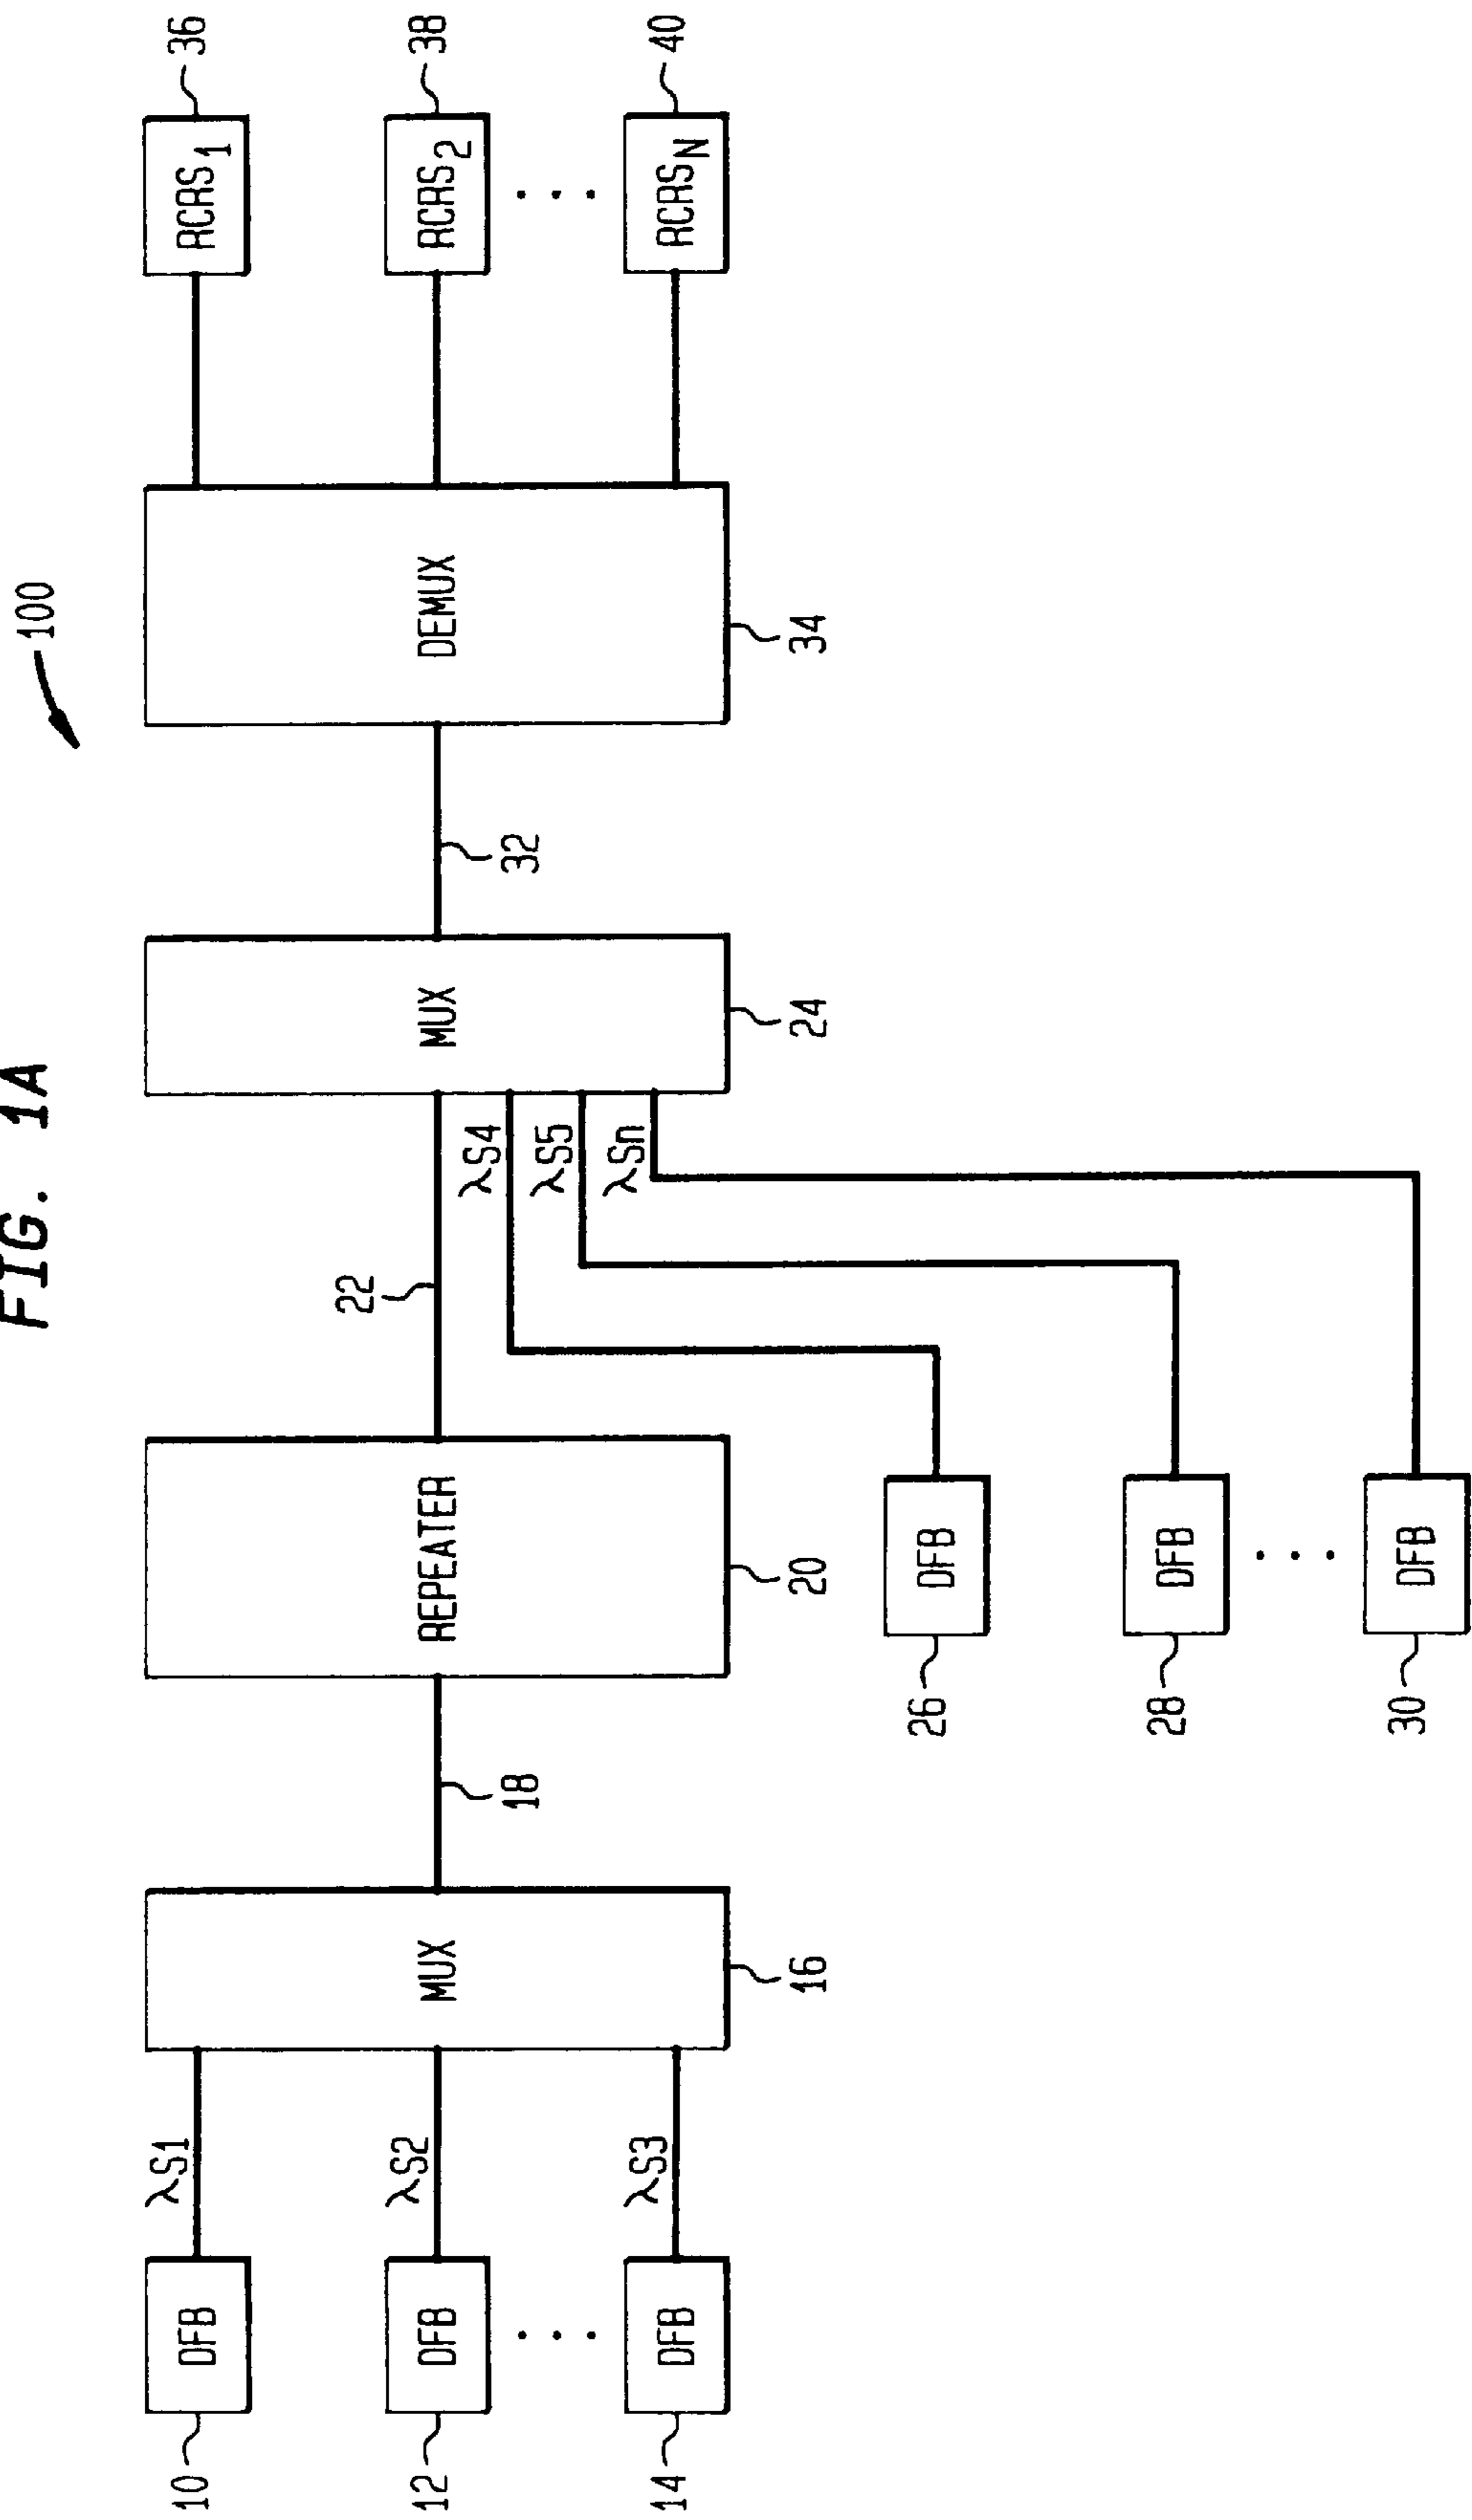 FIG. 1A
100
10
DFB
λS1
12
DFB
λS2
14
DFB
λS3
MUX
16
18
REPEATER
20
22
26
DFB
28
DFB
30
DFB
λS4
λS5
λSn
MUX
24
32
DEMUX
34
RCRS1
36
RCRS2
38
RCRSN
40